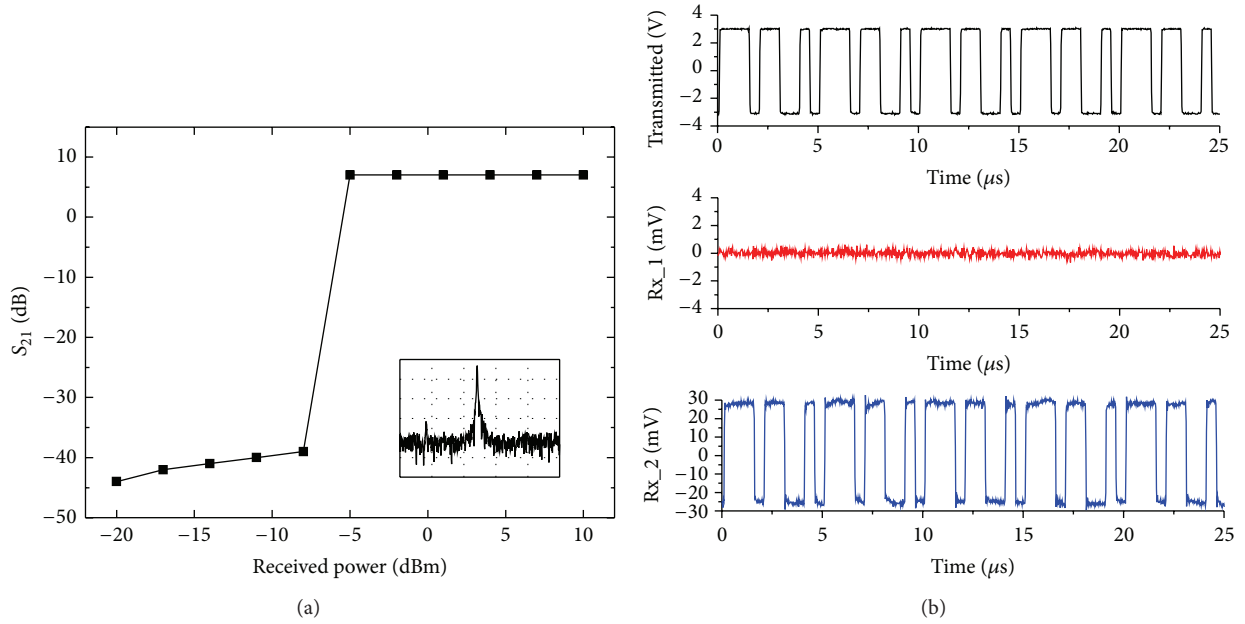 10
0
−10
−20
−30
−40
−50
S21 (dB)
−20 −15 −10 −5 0 5 10
Received power (dBm)
(a)
4
2
0
−2
−4
Transmitted (V)
0 5 10 15 20 25
Time (μs)
4
2
0
−2
−4
Rx_1 (mV)
0 5 10 15 20 25
Time (μs)
30
20
10
0
−10
−20
−30
Rx_2 (mV)
0 5 10 15 20 25
Time (μs)
(b)